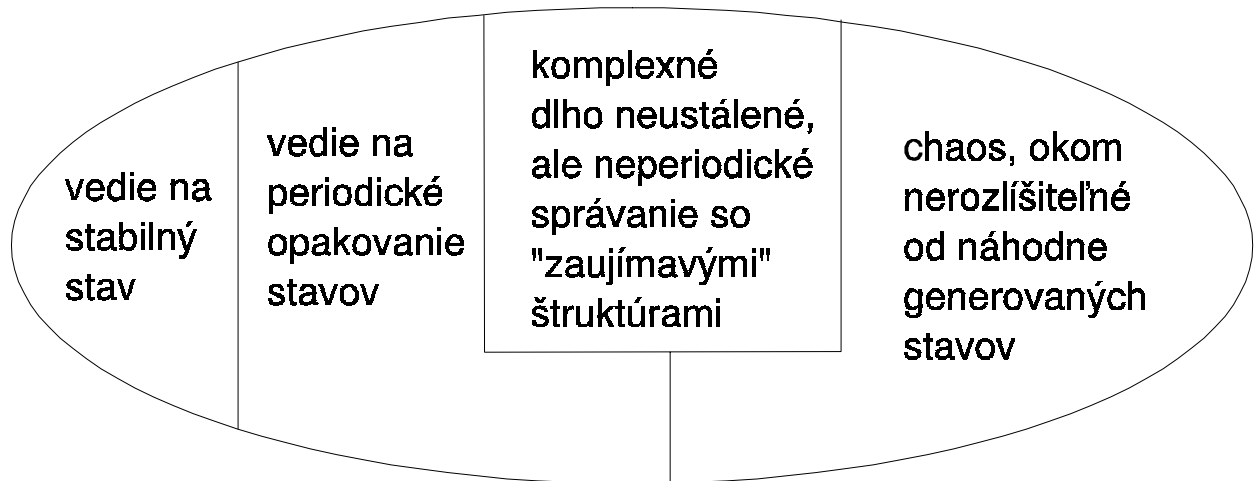 vedie na
stabilný
stav
vedie na
periodické
opakovanie
stavov
komplexné
dlho neustálené,
ale neperiodické
správanie so
"zaujímavými"
štruktúrami
chaos, okom
nerozlíšiteľné
od náhodne
generovaných
stavov